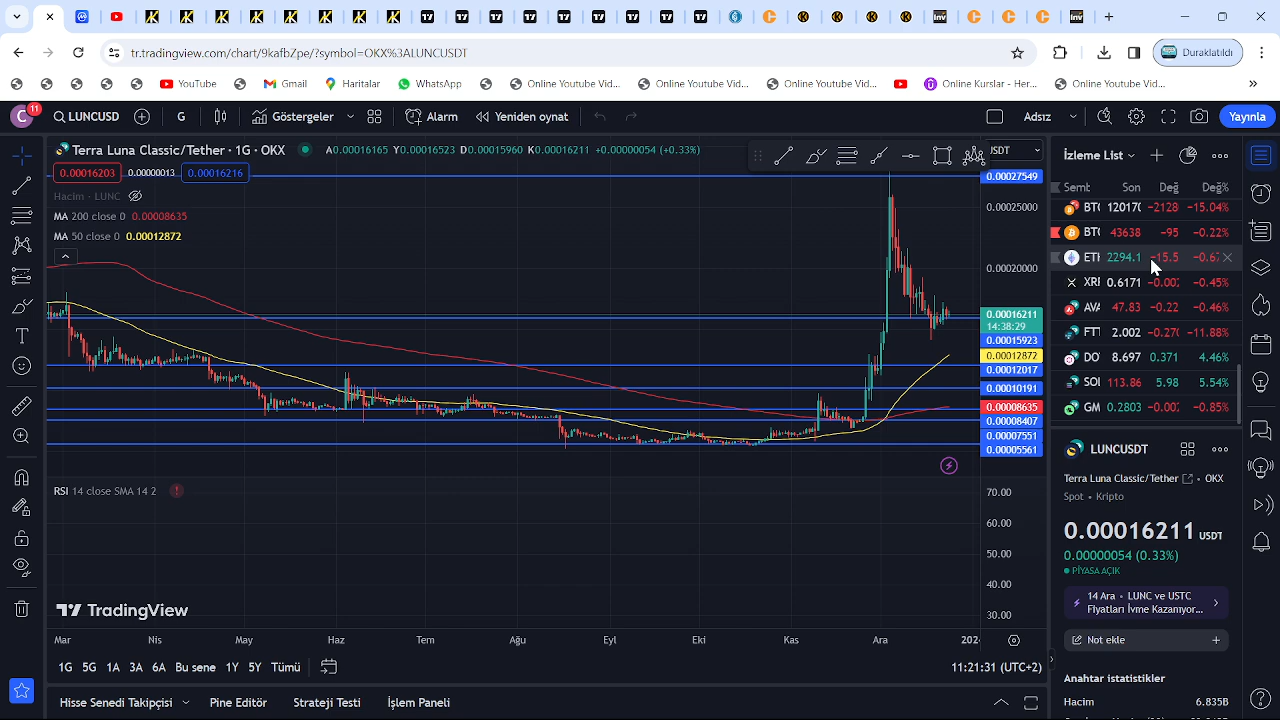 tr.tradingview.com/chart/9kafbZpe/?symbol=OKX%3ALUNCUSDT
Duraklatıldı
YouTube
Gmail
Haritalar
WhatsApp
Online Youtube Vid...
Online Youtube Vid...
Online Youtube Vid...
Online Kurslar - Her...
Online Youtube Vid...
C 11
LUNCUSD
G
Göstergeler
Alarm
Yeniden oynat
Adsız
Yayınla
Terra Luna Classic/Tether · 1G · OKX
A0.00016165 Y0.00016523 D0.00015960 K0.00016211 +0.00000054 (+0.33%)
0.00016203 0.00000013 0.00016216
Hacim · LUNC
MA 200 close 0 0.00008635
MA 50 close 0 0.00012872
RSI 14 close SMA 14 2
TradingView
0.00027549
0.00025000
0.00020000
0.00016211
14:38:29
0.00015923
0.00012872
0.00012017
0.00010191
0.00008635
0.00008407
0.00007551
0.00005561
70.00
60.00
50.00
40.00
30.00
Mar Nis May Haz Tem Ağu Eyl Eki Kas Ara
1G 5G 1A 3A 6A Bu sene 1Y 5Y Tümü
11:21:31 (UTC+2)
Hisse Senedi Takipçisi Pine Editör Strateji Testi İşlem Paneli
İzleme List
Semb Son Değ Değ%
12017 −2128 −15.04%
43638 −95 −0.22%
2294.1 −15.5
0.6171 −0.45%
47.83 −0.22 −0.46%
FTT 2.002 −11.88%
8.697 0.371 4.46%
113.86 5.98 5.54%
0.2803 −0.85%
LUNCUSDT
Terra Luna Classic/Tether · OKX
Spot · Kripto
0.00016211 USDT
0.00000054 (0.33%)
PİYASA AÇIK
14 Ara · LUNC ve USTC
Fiyatları İvme Kazanıyor...
Not ekle
Anahtar istatistikler
Hacim 6.835B